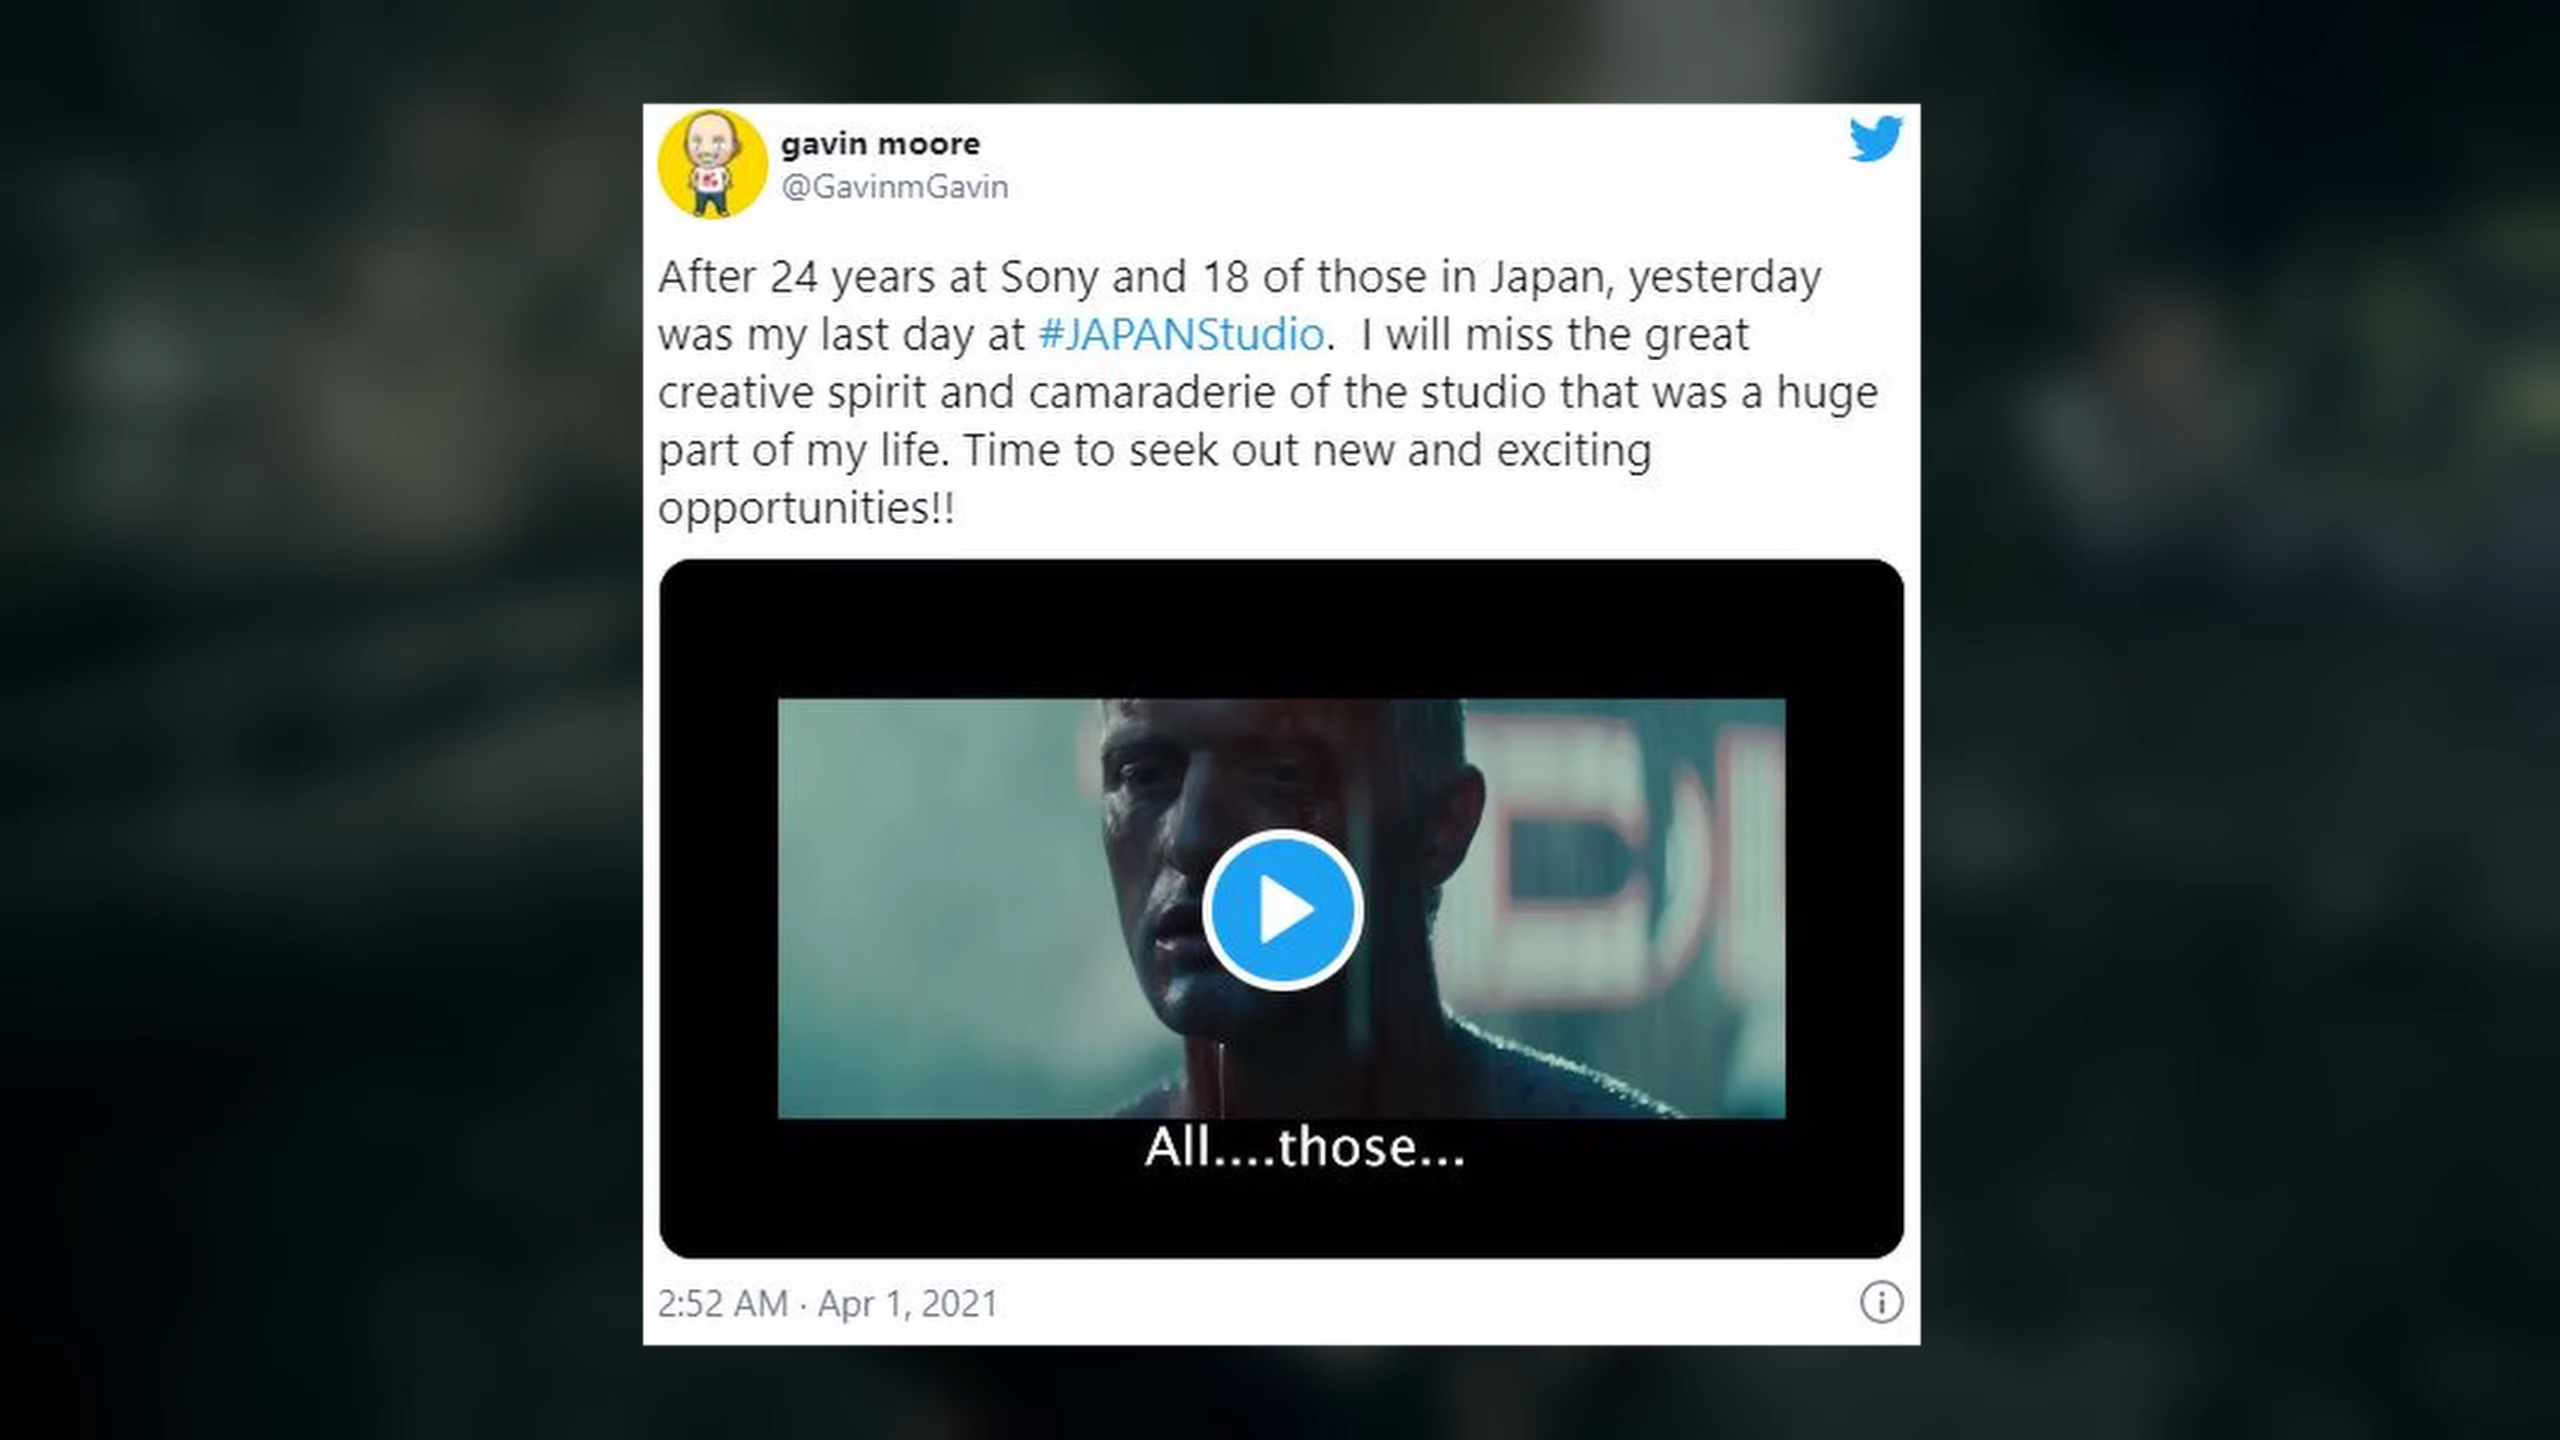 gavin moore
@GavinmGavin
After 24 years at Sony and 18 of those in Japan, yesterday
was my last day at #JAPANStudio.  I will miss the great
creative spirit and camaraderie of the studio that was a huge
part of my life. Time to seek out new and exciting
opportunities!!
All....those...
2:52 AM · Apr 1, 2021